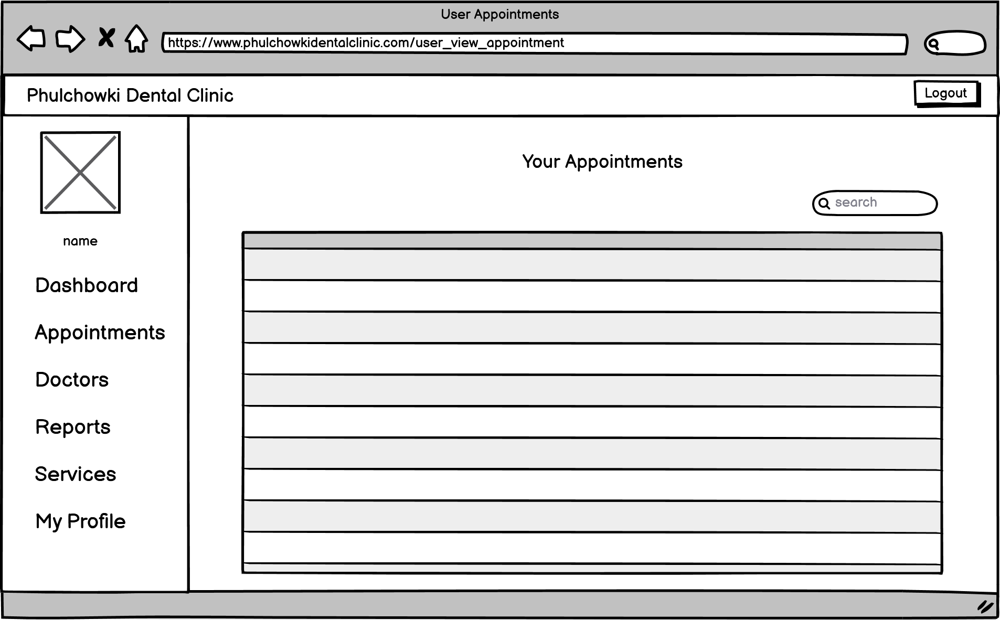 User Appointments
https://www.phulchowkidentalclinic.com/user_view_appointment
Phulchowki Dental Clinic
Logout
name
Dashboard
Appointments
Doctors
Reports
Services
My Profile
Your Appointments
search